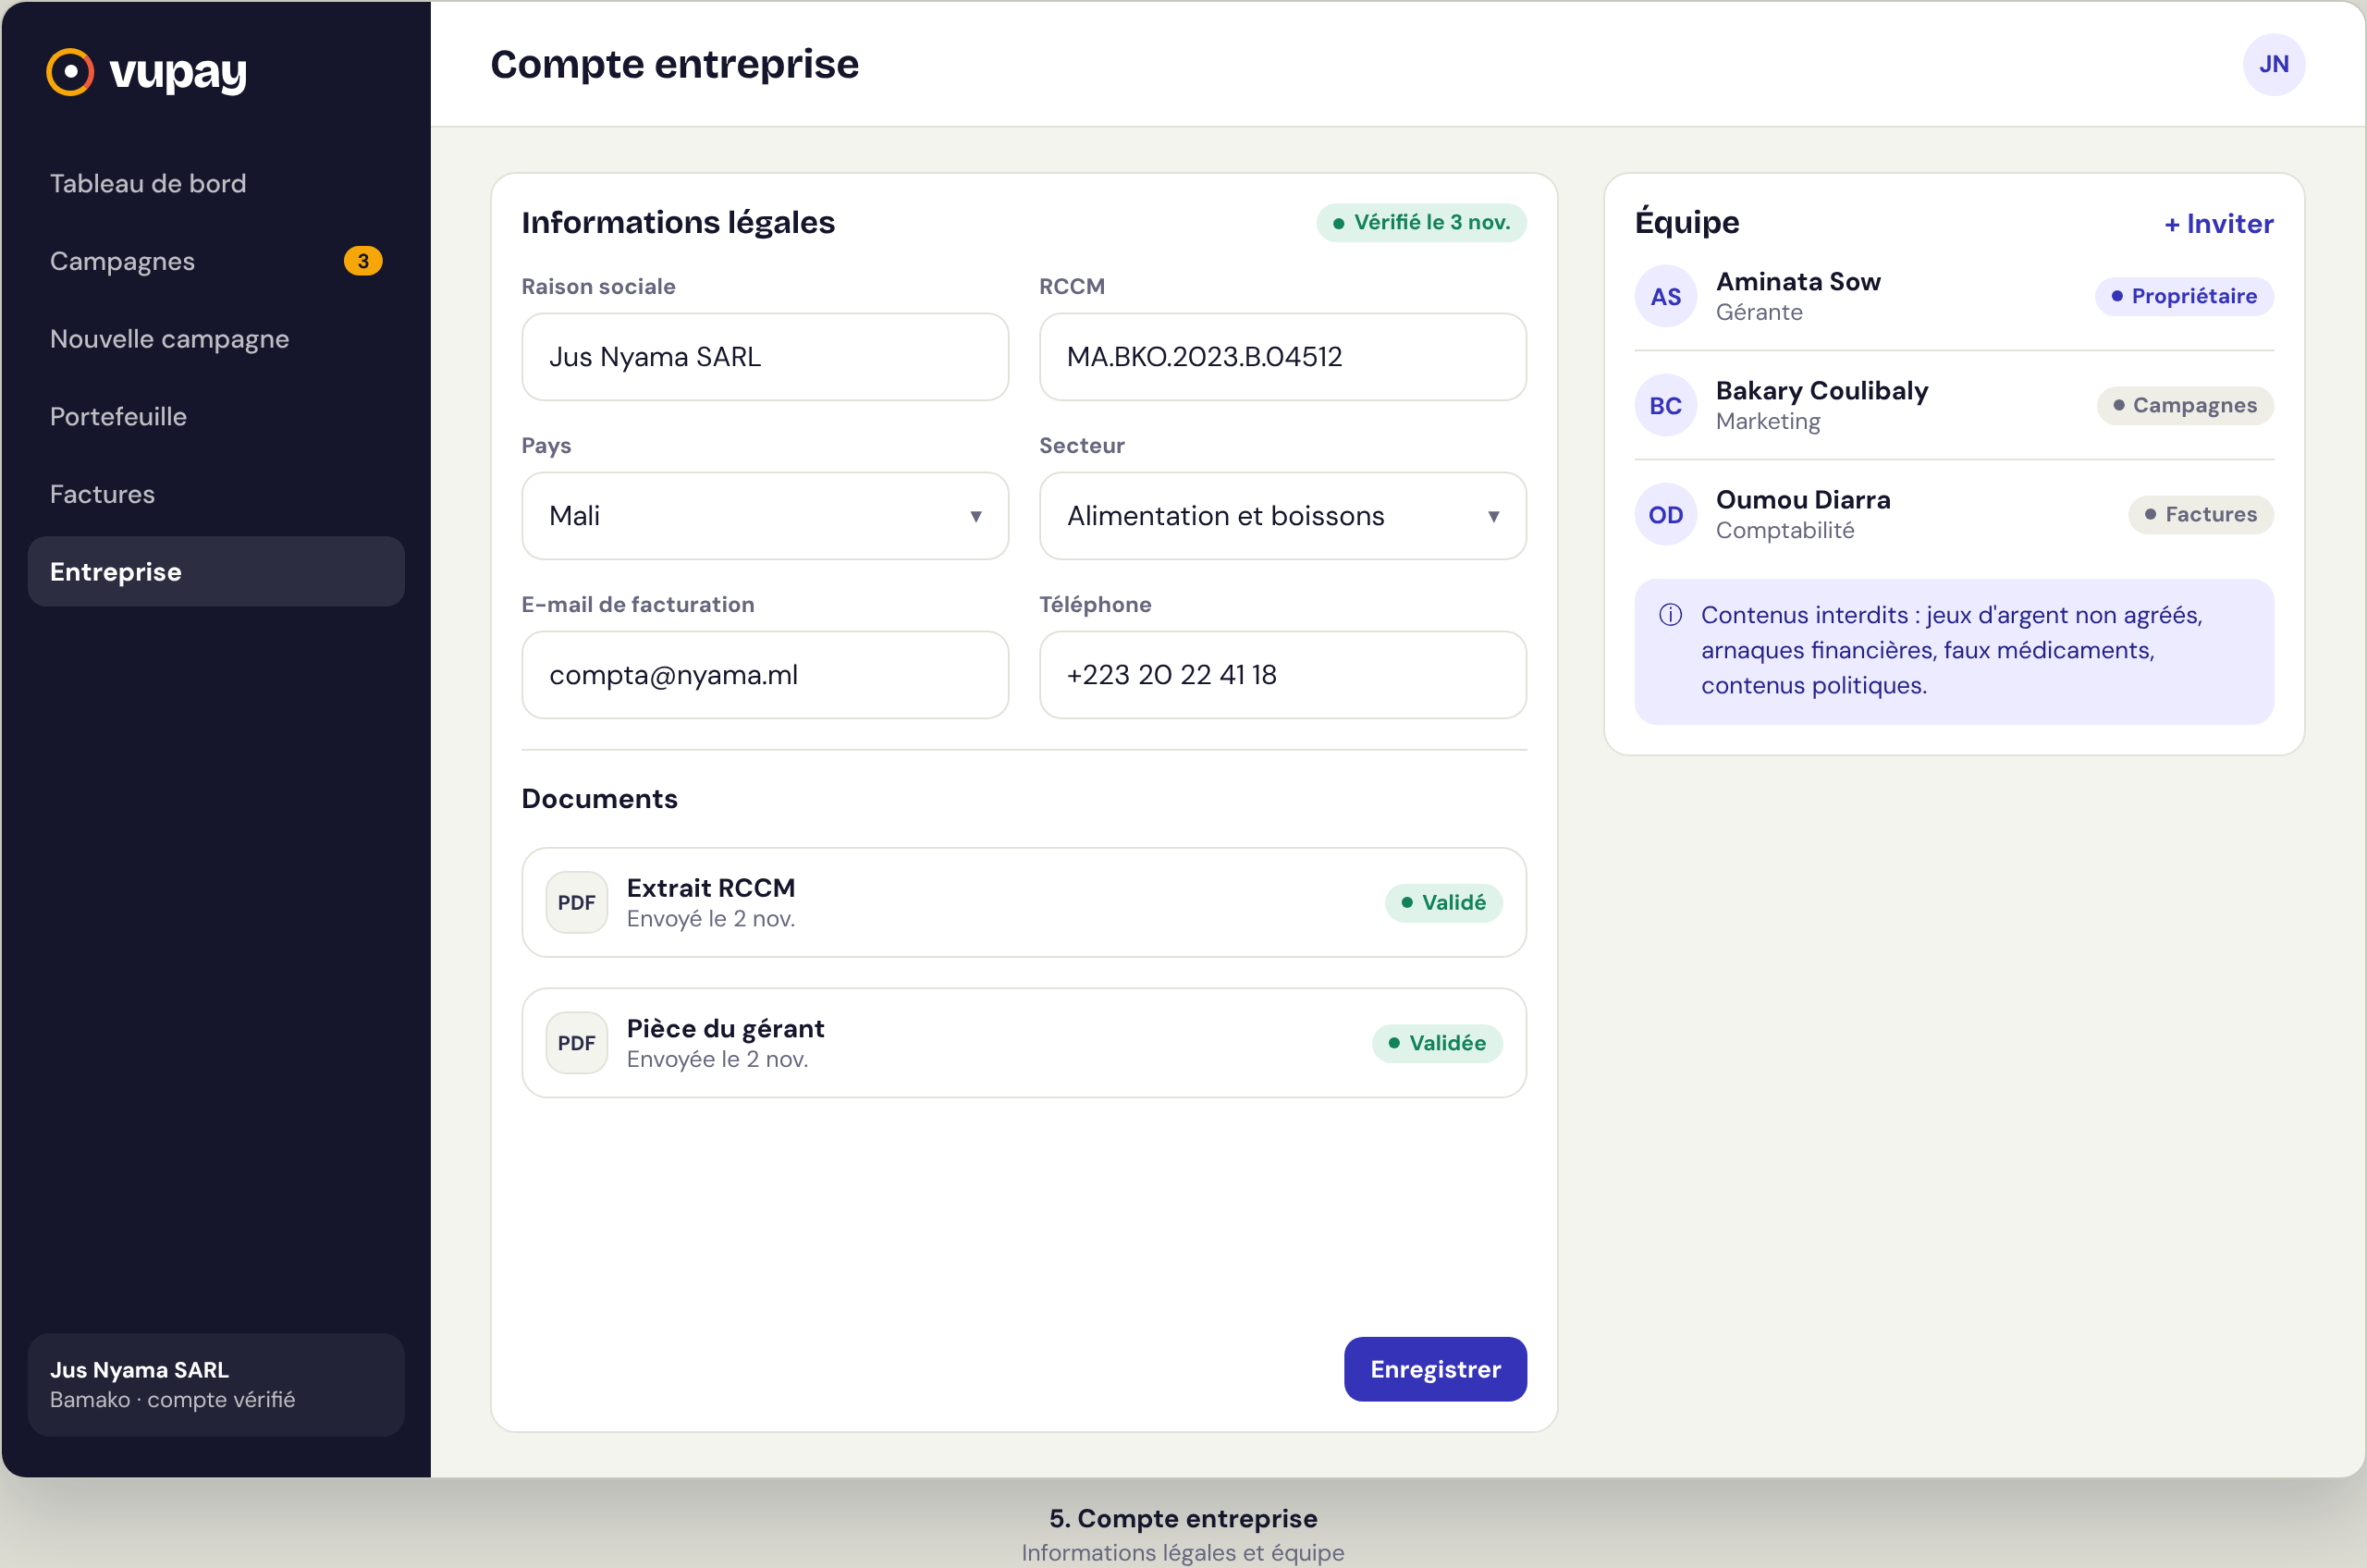 vupay
Tableau de bord
Campagnes
3
Nouvelle campagne
Portefeuille
Factures
Entreprise
Jus Nyama SARL
Bamako · compte vérifié
Compte entreprise
JN
Informations légales
Vérifié le 3 nov.
Raison sociale
RCCM
Jus Nyama SARL
MA.BKO.2023.B.04512
Pays
Secteur
Mali
Alimentation et boissons
E-mail de facturation
Téléphone
compta@nyama.ml
+223 20 22 41 18
Documents
PDF
Extrait RCCM
Envoyé le 2 nov.
Validé
PDF
Pièce du gérant
Envoyée le 2 nov.
Validée
Enregistrer
Équipe
+ Inviter
AS
Aminata Sow
Gérante
Propriétaire
BC
Bakary Coulibaly
Marketing
Campagnes
OD
Oumou Diarra
Comptabilité
Factures
Contenus interdits : jeux d'argent non agréés,
arnaques financières, faux médicaments,
contenus politiques.
5. Compte entreprise
Informations légales et équipe